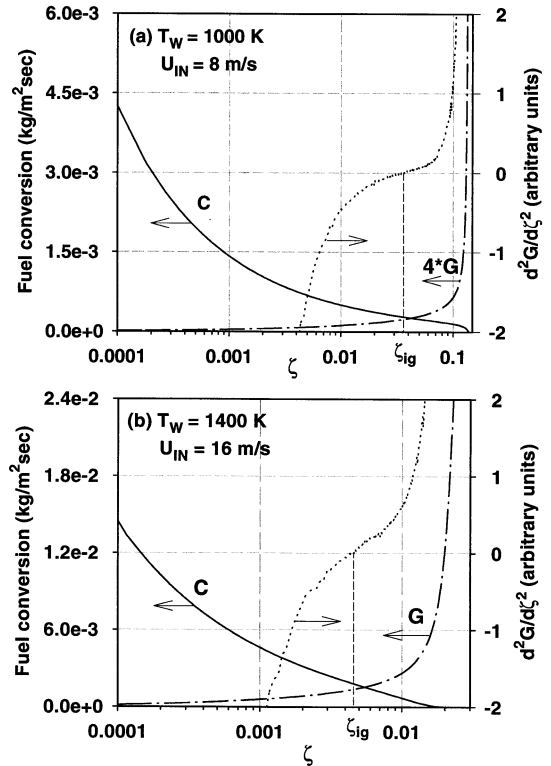 6.0e-3
4.5e-3
3.0e-3
1.5e-3
0.0e+0
Fuel conversion (kg/m²sec)
(a) T_W = 1000 K
U_IN = 8 m/s
C
4*G
2
1
0
-1
-2
d²G/dζ² (arbitrary units)
0.0001
0.001
0.01
0.1
ζ
ζ_ig
2.4e-2
1.8e-2
1.2e-2
6.0e-3
0.0e+0
Fuel conversion (kg/m²sec)
(b) T_W = 1400 K
U_IN = 16 m/s
C
G
2
1
0
-1
-2
d²G/dζ² (arbitrary units)
0.0001
0.001
0.01
ζ
ζ_ig